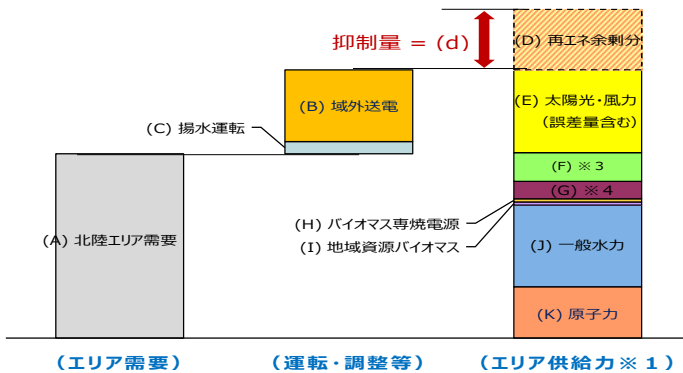 抑制量 = (d)
(D) 再エネ余剰分
(B) 域外送電
(E) 太陽光・風力
(誤差量含む)
(C) 揚水運転
(F) ※3
(G) ※4
(A) 北陸エリア需要
(H) バイオマス専焼電源
(I) 地域資源バイオマス
(J) 一般水力
(K) 原子力
(エリア需要)
(運転・調整等)
(エリア供給力※1)